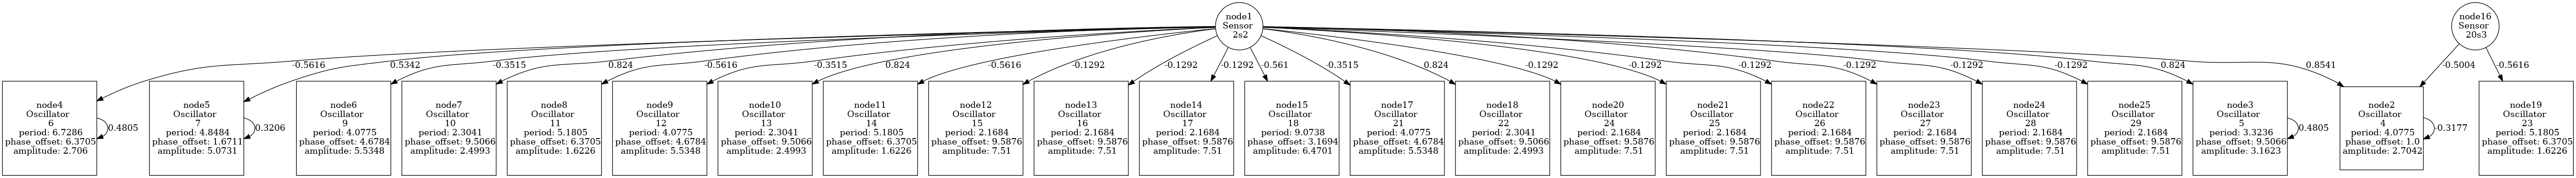 node1
Sensor
2s2
node16
Sensor
20s3
-0.5616
0.5342
-0.3515
0.824
-0.5616
-0.3515
0.824
-0.5616
-0.1292
-0.1292
-0.1292
-0.561
-0.3515
0.824
-0.1292
-0.1292
-0.1292
-0.1292
-0.1292
-0.1292
0.824
0.8541
-0.5004
-0.5616
node4
Oscillator
6
period: 6.7286
phase_offset: 6.3705
amplitude: 2.706
0.4805
node5
Oscillator
7
period: 4.8484
phase_offset: 1.6711
amplitude: 5.0731
0.3206
node6
Oscillator
9
period: 4.0775
phase_offset: 4.6784
amplitude: 5.5348
node7
Oscillator
10
period: 2.3041
phase_offset: 9.5066
amplitude: 2.4993
node8
Oscillator
11
period: 5.1805
phase_offset: 6.3705
amplitude: 1.6226
node9
Oscillator
12
period: 4.0775
phase_offset: 4.6784
amplitude: 5.5348
node10
Oscillator
13
period: 2.3041
phase_offset: 9.5066
amplitude: 2.4993
node11
Oscillator
14
period: 5.1805
phase_offset: 6.3705
amplitude: 1.6226
node12
Oscillator
15
period: 2.1684
phase_offset: 9.5876
amplitude: 7.51
node13
Oscillator
16
period: 2.1684
phase_offset: 9.5876
amplitude: 7.51
node14
Oscillator
17
period: 2.1684
phase_offset: 9.5876
amplitude: 7.51
node15
Oscillator
18
period: 9.0738
phase_offset: 3.1694
amplitude: 6.4701
node17
Oscillator
21
period: 4.0775
phase_offset: 4.6784
amplitude: 5.5348
node18
Oscillator
22
period: 2.3041
phase_offset: 9.5066
amplitude: 2.4993
node20
Oscillator
24
period: 2.1684
phase_offset: 9.5876
amplitude: 7.51
node21
Oscillator
25
period: 2.1684
phase_offset: 9.5876
amplitude: 7.51
node22
Oscillator
26
period: 2.1684
phase_offset: 9.5876
amplitude: 7.51
node23
Oscillator
27
period: 2.1684
phase_offset: 9.5876
amplitude: 7.51
node24
Oscillator
28
period: 2.1684
phase_offset: 9.5876
amplitude: 7.51
node25
Oscillator
29
period: 2.1684
phase_offset: 9.5876
amplitude: 7.51
node3
Oscillator
5
period: 3.3236
phase_offset: 9.5066
amplitude: 3.1623
0.4805
node2
Oscillator
4
period: 4.0775
phase_offset: 1.0
amplitude: 2.7042
-0.3177
node19
Oscillator
23
period: 5.1805
phase_offset: 6.3705
amplitude: 1.6226